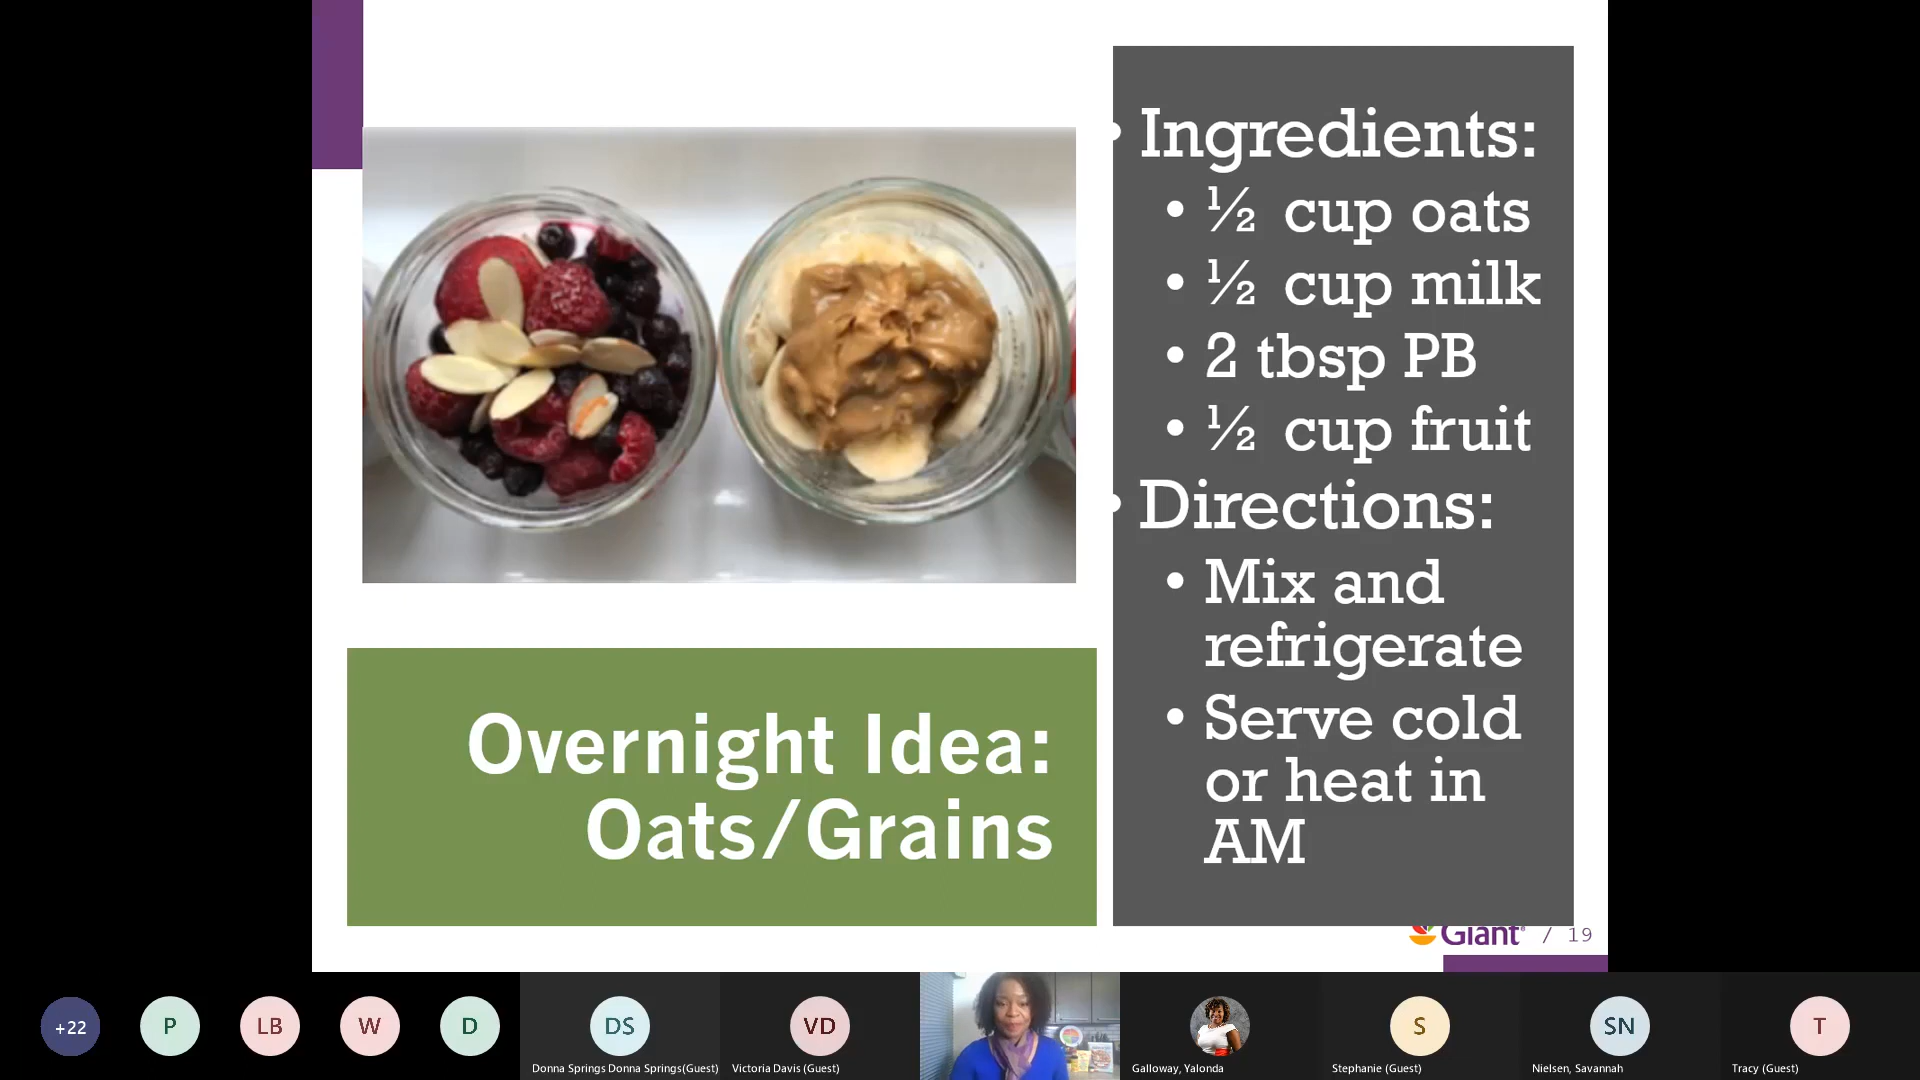 • Ingredients:
• ½ cup oats
• ½ cup milk
• 2 tbsp PB
• ½ cup fruit
• Directions:
• Mix and
refrigerate
• Serve cold
or heat in
AM
Overnight Idea:
Oats/Grains
Giant / 19
+22
P
LB
W
D
DS
VD
S
SN
T
Donna Springs Donna Springs(Guest)
Victoria Davis (Guest)
Galloway, Yalonda
Stephanie (Guest)
Nielsen, Savannah
Tracy (Guest)